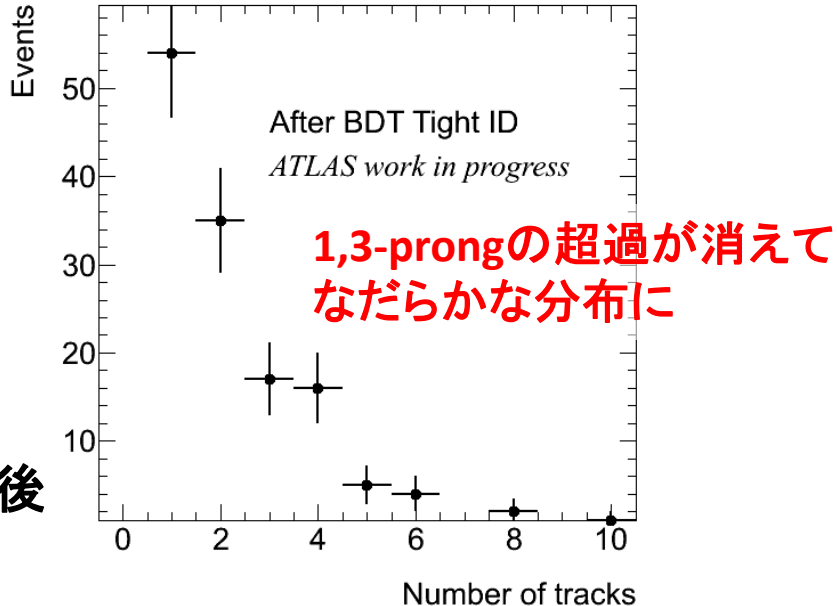 Events
50
40
30
20
10
After BDT Tight ID
ATLAS work in progress
1,3-prongの超過が消えて
なだらかな分布に
後
0 2 4 6 8 10
Number of tracks